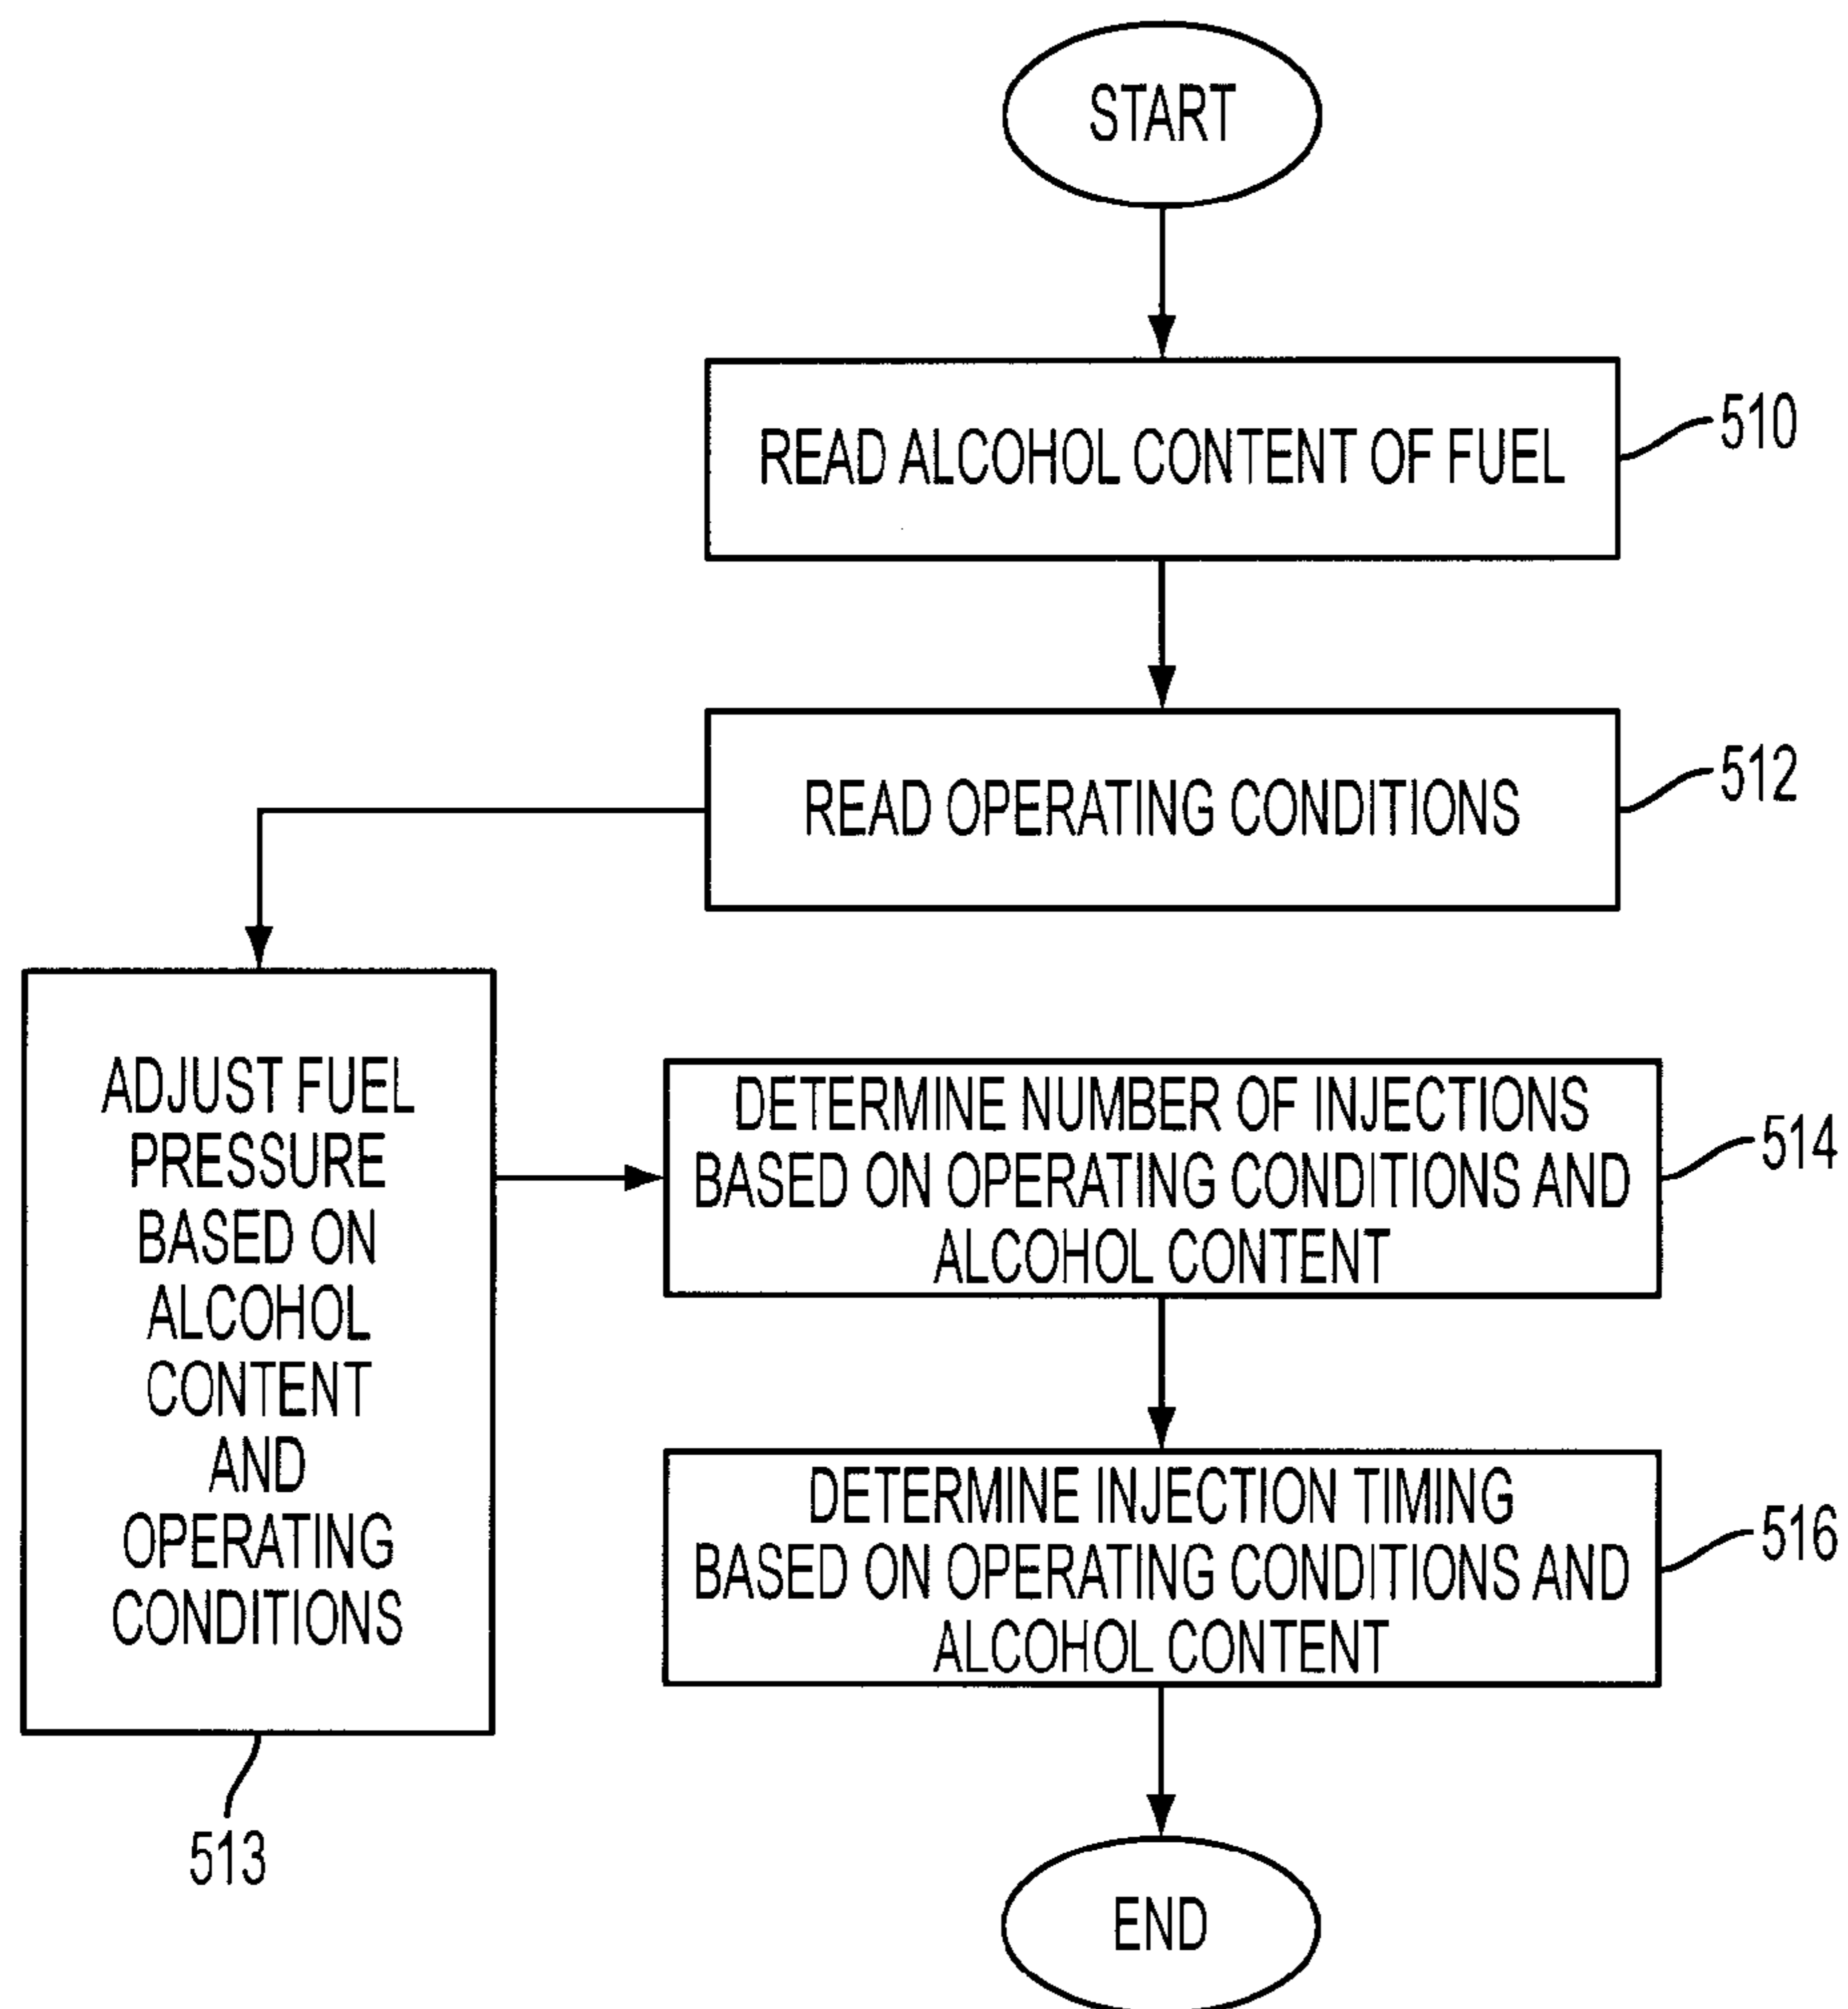 START
READ ALCOHOL CONTENT OF FUEL
510
READ OPERATING CONDITIONS
512
ADJUST FUEL
PRESSURE
BASED ON
ALCOHOL
CONTENT
AND
OPERATING
CONDITIONS
513
DETERMINE NUMBER OF INJECTIONS
BASED ON OPERATING CONDITIONS AND
ALCOHOL CONTENT
514
DETERMINE INJECTION TIMING
BASED ON OPERATING CONDITIONS AND
ALCOHOL CONTENT
516
END